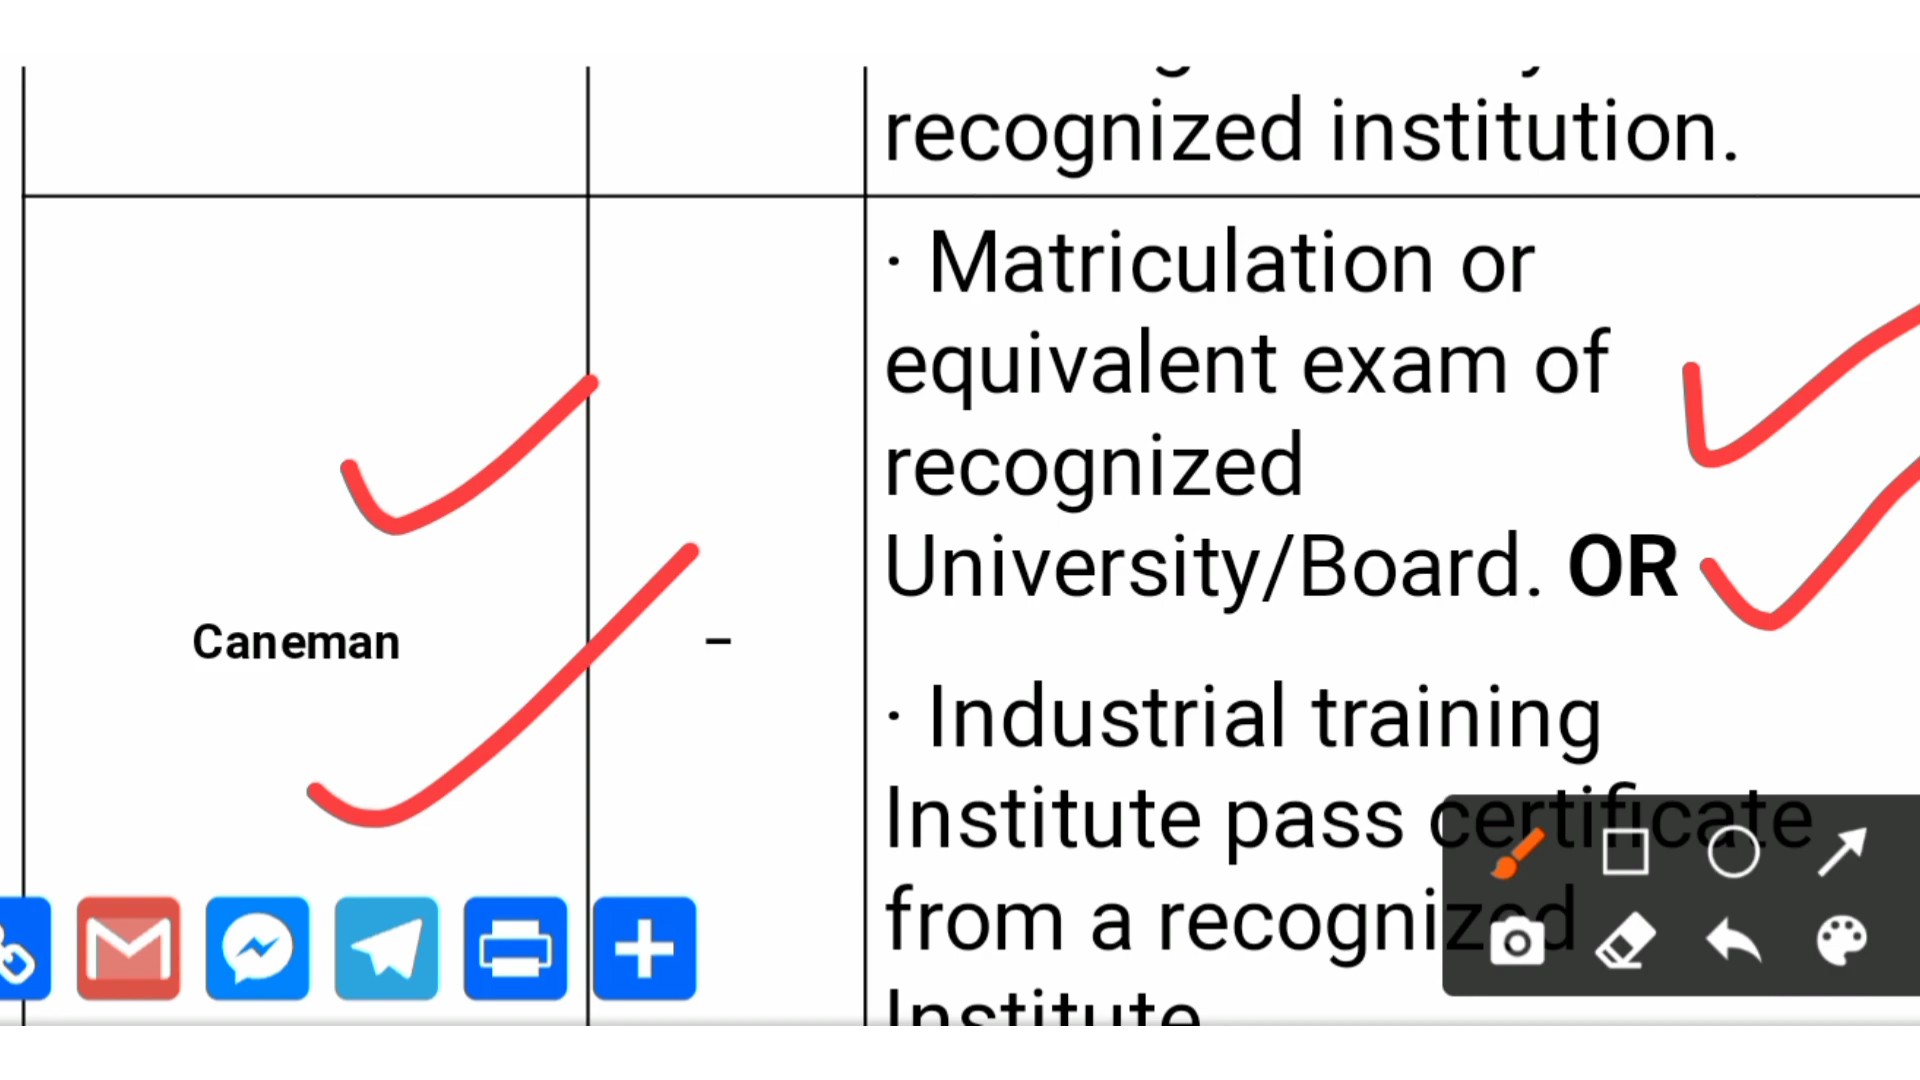 recognized institution.
· Matriculation or
equivalent exam of
recognized
University/Board. OR
Caneman –
· Industrial training
Institute pass certificate
from a recognized
Institute